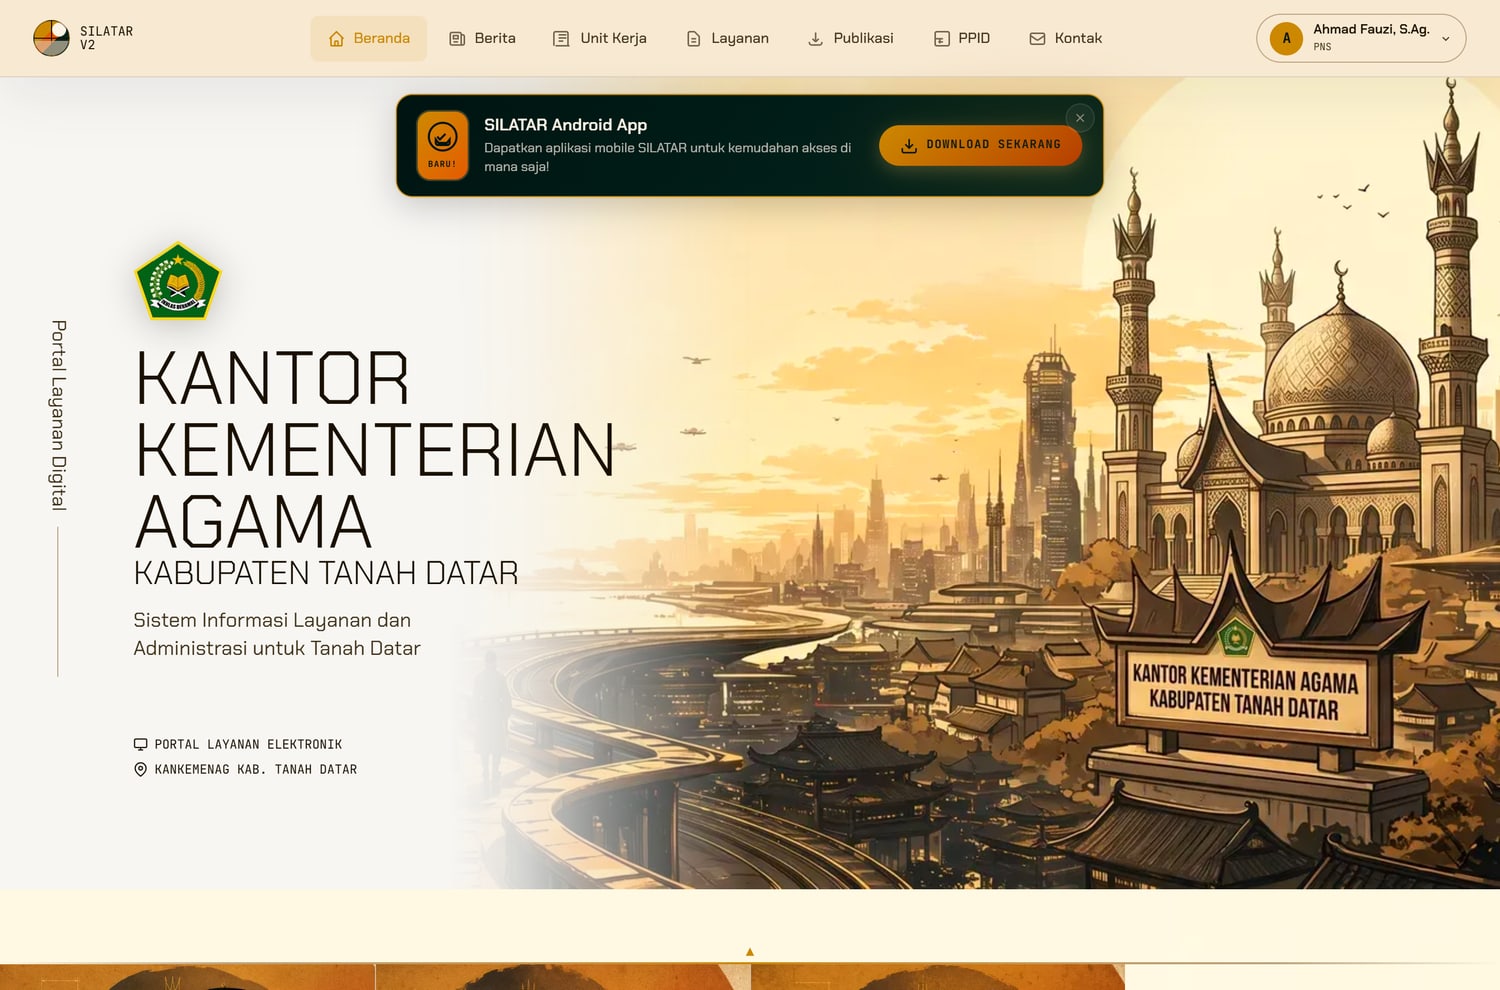 SILATAR
V2
Beranda
Berita
Unit Kerja
Layanan
Publikasi
PPID
Kontak
A
Ahmad Fauzi, S.Ag.
PNS
BARU!
SILATAR Android App
Dapatkan aplikasi mobile SILATAR untuk kemudahan akses di
mana saja!
DOWNLOAD SEKARANG
Portal Layanan Digital
IKHLAS BERAMAL
KANTOR
KEMENTERIAN
AGAMA
KABUPATEN TANAH DATAR
Sistem Informasi Layanan dan
Administrasi untuk Tanah Datar
PORTAL LAYANAN ELEKTRONIK
KANKEMENAG KAB. TANAH DATAR
KANTOR KEMENTERIAN AGAMA
KABUPATEN TANAH DATAR